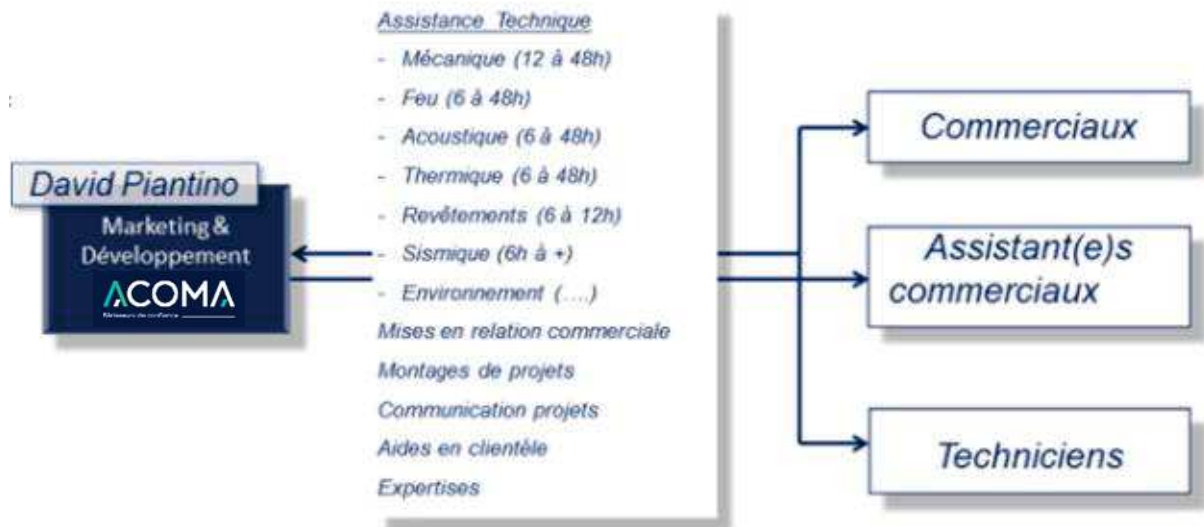 David Piantino
Marketing &
Développement
ACOMA
Assistance Technique
- Mécanique (12 à 48h)
- Feu (6 à 48h)
- Acoustique (6 à 48h)
- Thermique (6 à 48h)
- Revêtements (6 à 12h)
- Sismique (6h à +)
- Environnement (....)
Mises en relation commerciale
Montages de projets
Communication projets
Aides en clientèle
Expertises
Commerciaux
Assistant(e)s
commerciaux
Techniciens